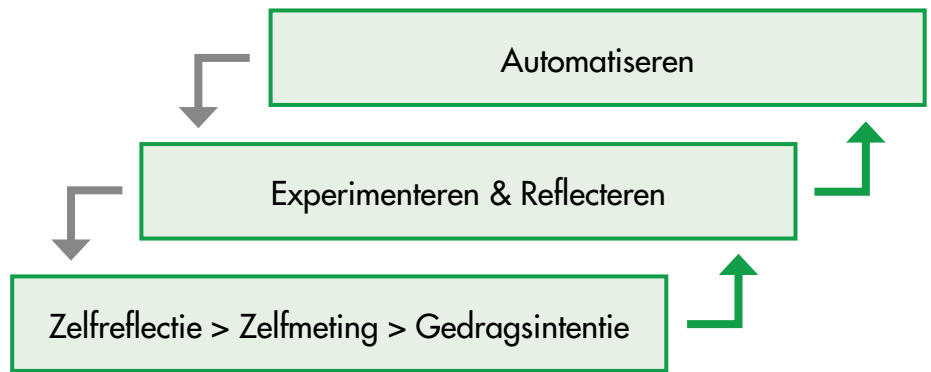 Automatiseren
Experimenteren & Reflecteren
Zelfreflectie > Zelfmeting > Gedragsintentie